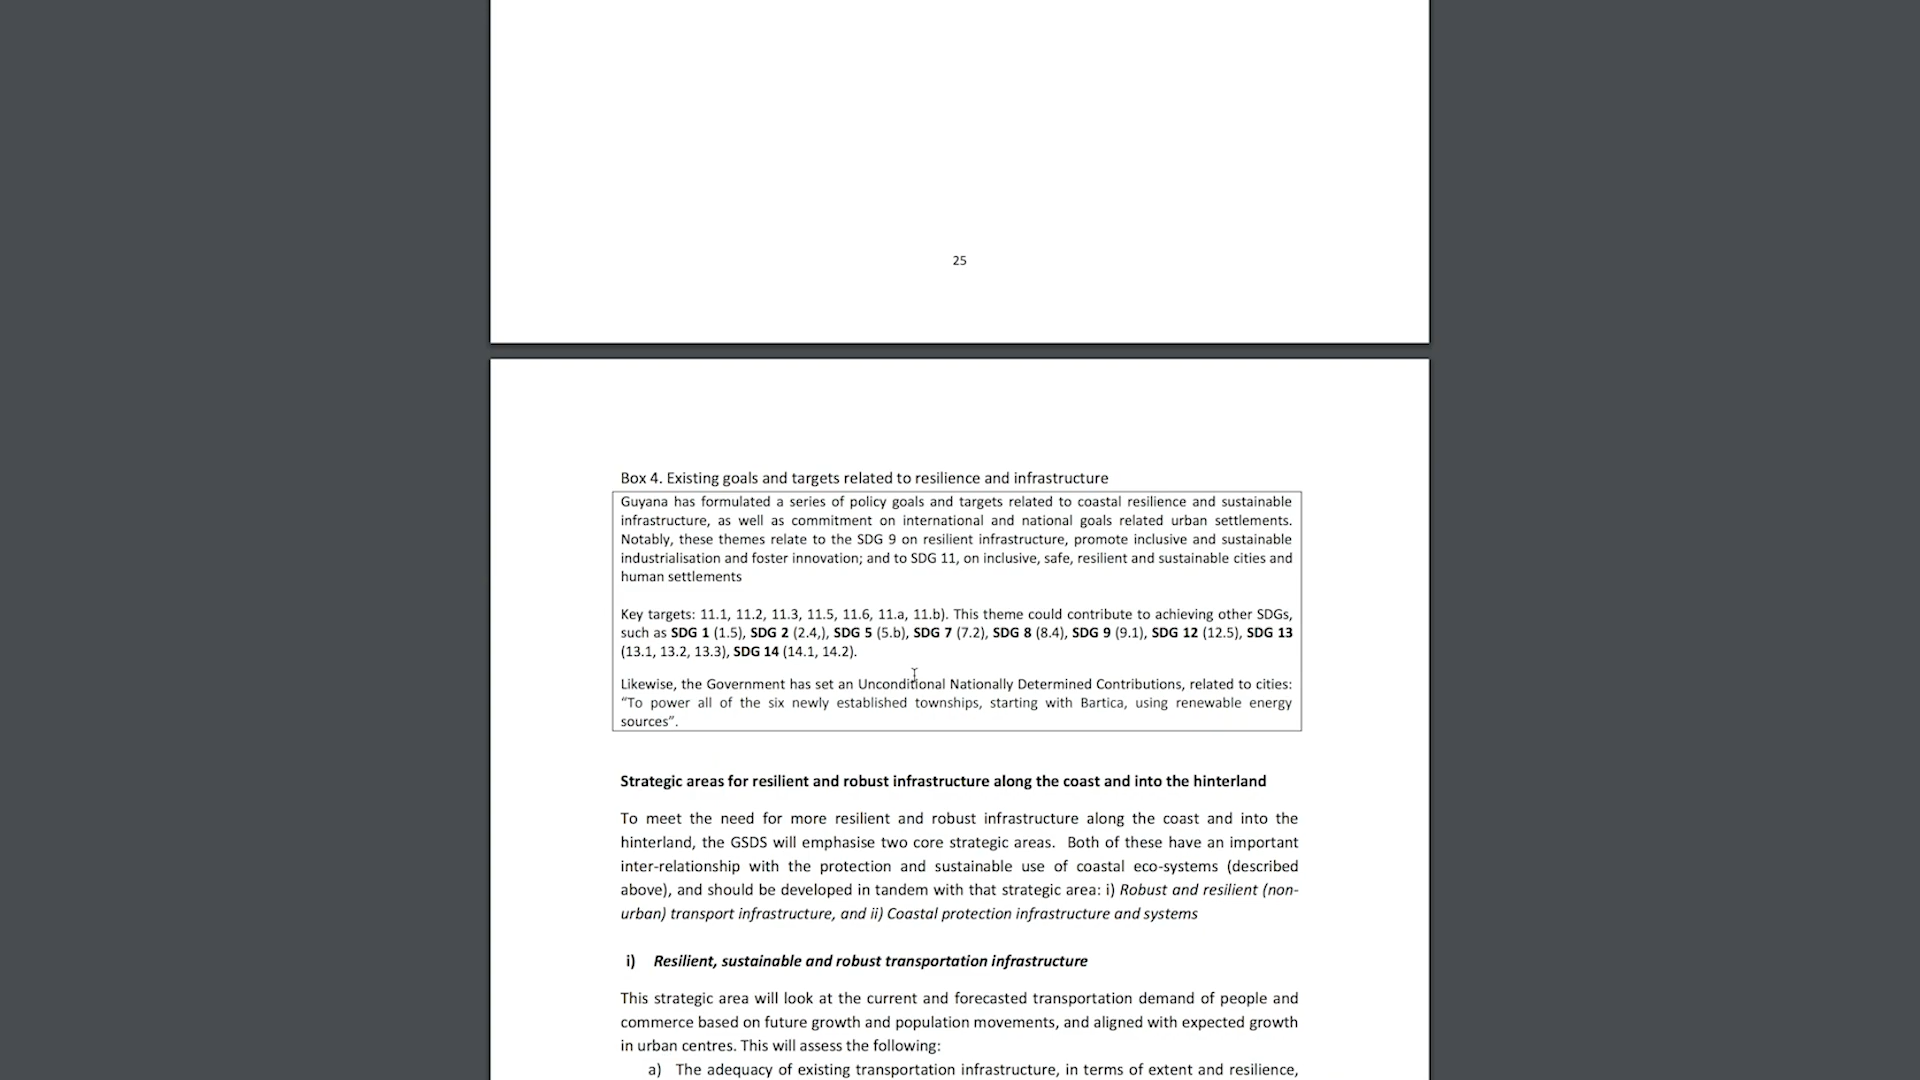 25
Box 4. Existing goals and targets related to resilience and infrastructure
Guyana has formulated a series of policy goals and targets related to coastal resilience and sustainable
infrastructure, as well as commitment on international and national goals related urban settlements.
Notably, these themes relate to the SDG 9 on resilient infrastructure, promote inclusive and sustainable
industrialisation and foster innovation; and to SDG 11, on inclusive, safe, resilient and sustainable cities and
human settlements
Key targets: 11.1, 11.2, 11.3, 11.5, 11.6, 11.a, 11.b). This theme could contribute to achieving other SDGs,
such as SDG 1 (1.5), SDG 2 (2.4,), SDG 5 (5.b), SDG 7 (7.2), SDG 8 (8.4), SDG 9 (9.1), SDG 12 (12.5), SDG 13
(13.1, 13.2, 13.3), SDG 14 (14.1, 14.2).
Likewise, the Government has set an Unconditional Nationally Determined Contributions, related to cities:
“To power all of the six newly established townships, starting with Bartica, using renewable energy
sources”.
Strategic areas for resilient and robust infrastructure along the coast and into the hinterland
To meet the need for more resilient and robust infrastructure along the coast and into the
hinterland, the GSDS will emphasise two core strategic areas.  Both of these have an important
inter-relationship with the protection and sustainable use of coastal eco-systems (described
above), and should be developed in tandem with that strategic area: i) Robust and resilient (non-
urban) transport infrastructure, and ii) Coastal protection infrastructure and systems
i) Resilient, sustainable and robust transportation infrastructure
This strategic area will look at the current and forecasted transportation demand of people and
commerce based on future growth and population movements, and aligned with expected growth
in urban centres. This will assess the following:
a) The adequacy of existing transportation infrastructure, in terms of extent and resilience,